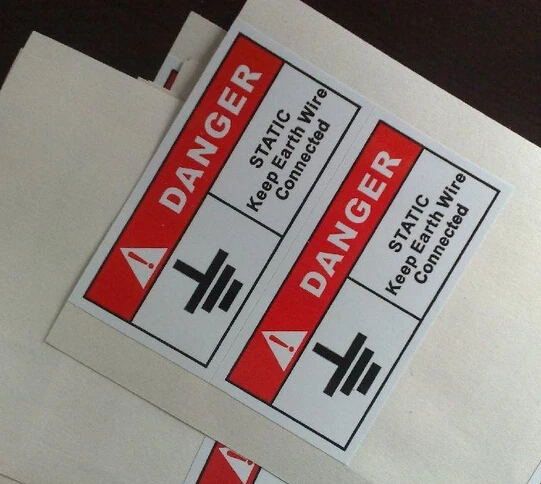 DANGER
STATIC
Keep Earth Wire
Connected
DANGER
STATIC
Keep Earth Wire
Connected